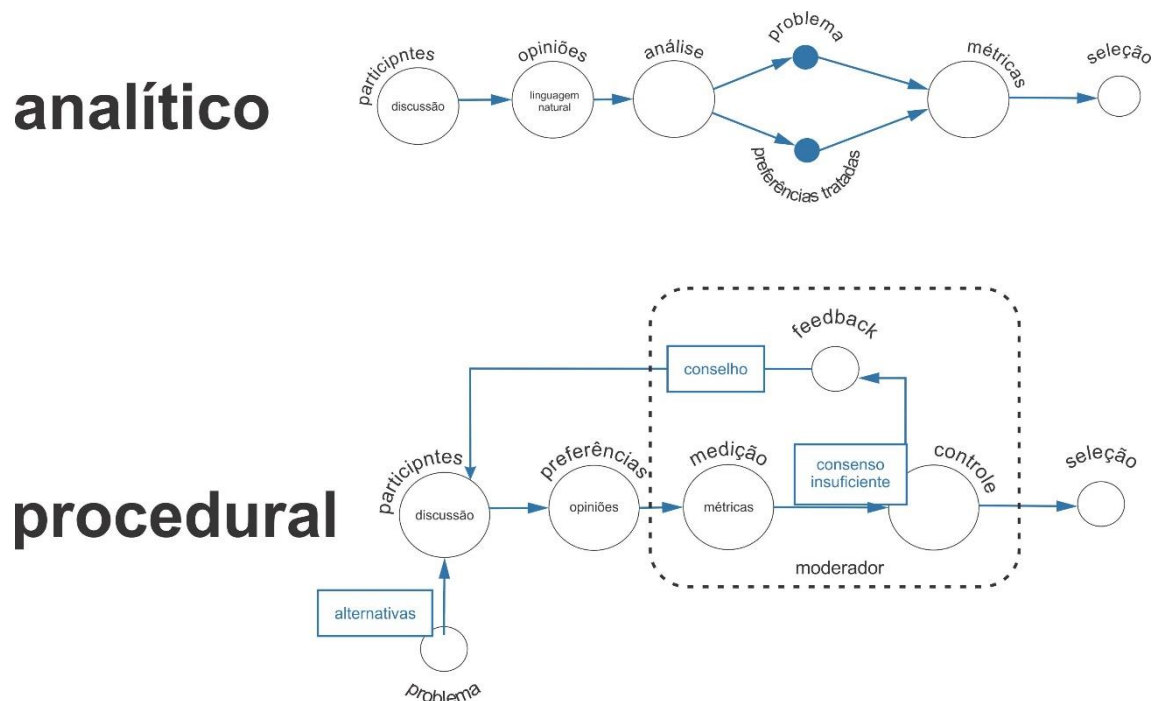 analítico
participntes
discussão
opiniões
linguagem
natural
análise
problema
preferências tratadas
métricas
seleção
procedural
feedback
conselho
participntes
discussão
preferências
opiniões
medição
métricas
consenso
insuficiente
controle
seleção
moderador
alternativas
problema